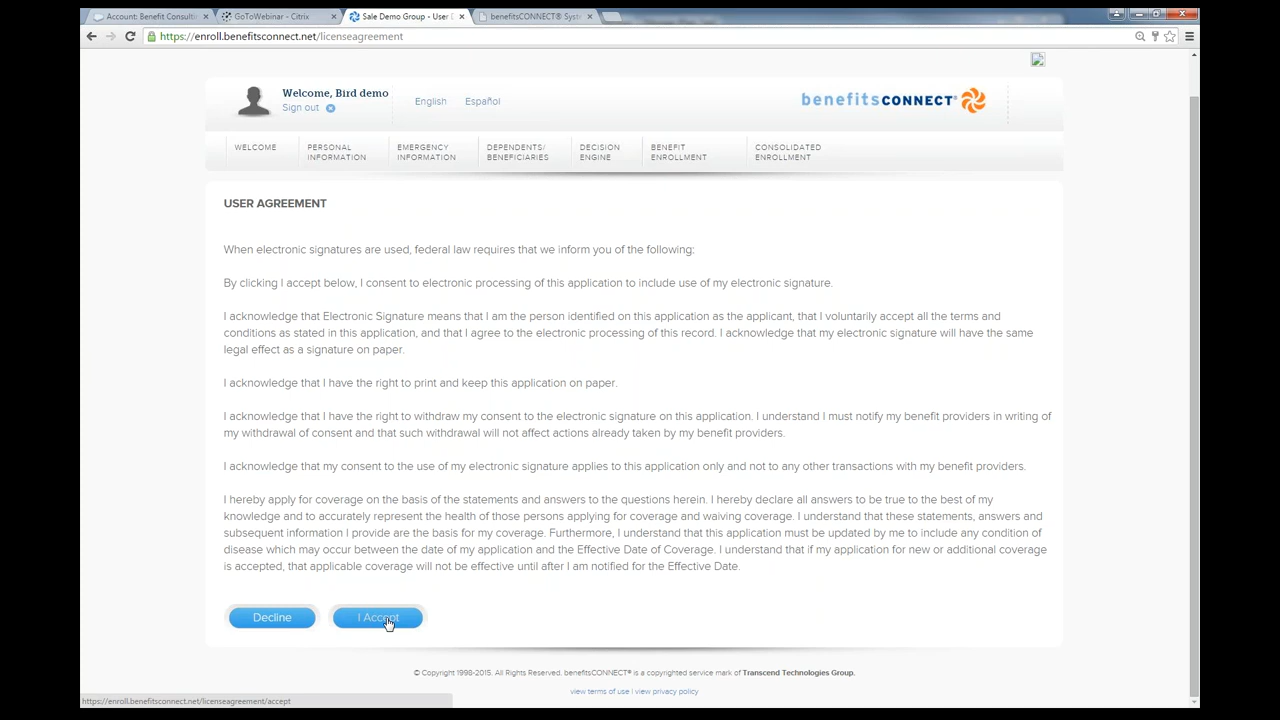 Account: Benefit Consulti
GoToWebinar - Citrix
Sale Demo Group - User
benefitsCONNECT® Syst
https://enroll.benefitsconnect.net/licenseagreement
Welcome, Bird demo
Sign out
English
Español
benefitsCONNECT®
WELCOME
PERSONAL
INFORMATION
EMERGENCY
INFORMATION
DEPENDENTS/
BENEFICIARIES
DECISION
ENGINE
BENEFIT
ENROLLMENT
CONSOLIDATED
ENROLLMENT
USER AGREEMENT
When electronic signatures are used, federal law requires that we inform you of the following:
By clicking I accept below, I consent to electronic processing of this application to include use of my electronic signature.
I acknowledge that Electronic Signature means that I am the person identified on this application as the applicant, that I voluntarily accept all the terms and
conditions as stated in this application, and that I agree to the electronic processing of this record. I acknowledge that my electronic signature will have the same
legal effect as a signature on paper.
I acknowledge that I have the right to print and keep this application on paper.
I acknowledge that I have the right to withdraw my consent to the electronic signature on this application. I understand I must notify my benefit providers in writing of
my withdrawal of consent and that such withdrawal will not affect actions already taken by my benefit providers.
I acknowledge that my consent to the use of my electronic signature applies to this application only and not to any other transactions with my benefit providers.
I hereby apply for coverage on the basis of the statements and answers to the questions herein. I hereby declare all answers to be true to the best of my
knowledge and to accurately represent the health of those persons applying for coverage and waiving coverage. I understand that these statements, answers and
subsequent information I provide are the basis for my coverage. Furthermore, I understand that this application must be updated by me to include any condition of
disease which may occur between the date of my application and the Effective Date of Coverage. I understand that if my application for new or additional coverage
is accepted, that applicable coverage will not be effective until after I am notified for the Effective Date.
Decline
I Accept
© Copyright 1998-2015. All Rights Reserved. benefitsCONNECT® is a copyrighted service mark of Transcend Technologies Group.
view terms of use | view privacy policy
https://enroll.benefitsconnect.net/licenseagreement/accept